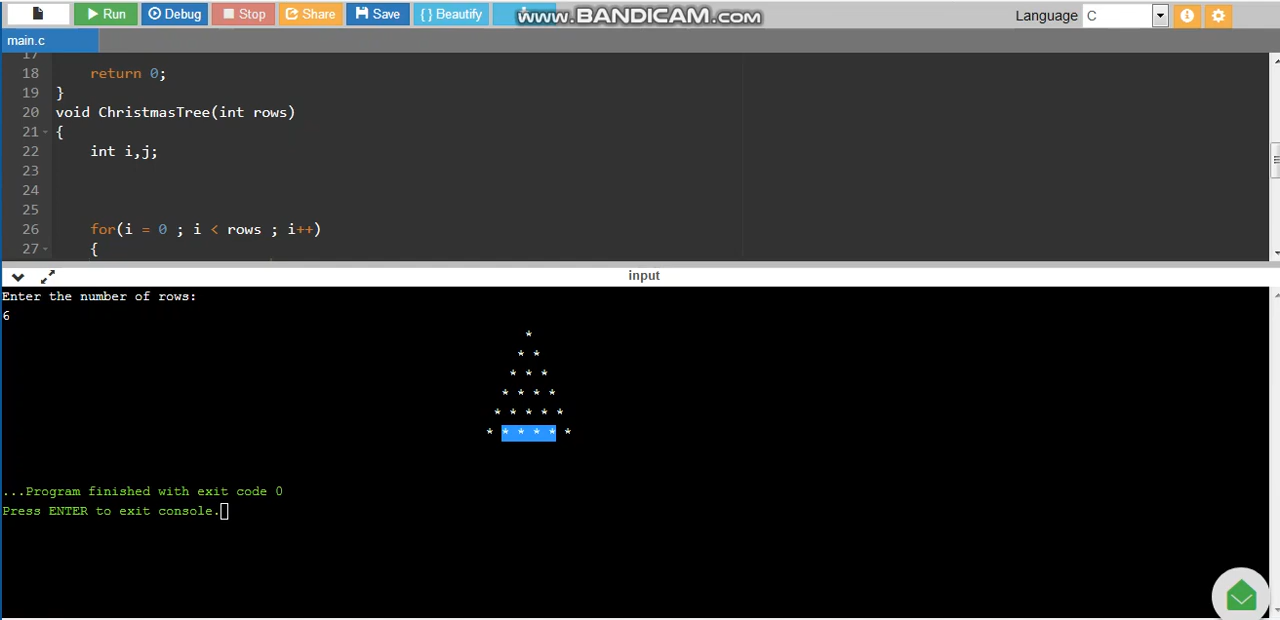 Run Debug Stop Share Save { } Beautify www.BANDICAM.com Language C
main.c
17
18 return 0;
19 }
20 void ChristmasTree(int rows)
21 {
22 int i,j;
23
24
25
26 for(i = 0 ; i < rows ; i++)
27 {
input
Enter the number of rows:
6
*
* *
* * *
* * * *
* * * * *
* * * * * *
...Program finished with exit code 0
Press ENTER to exit console.